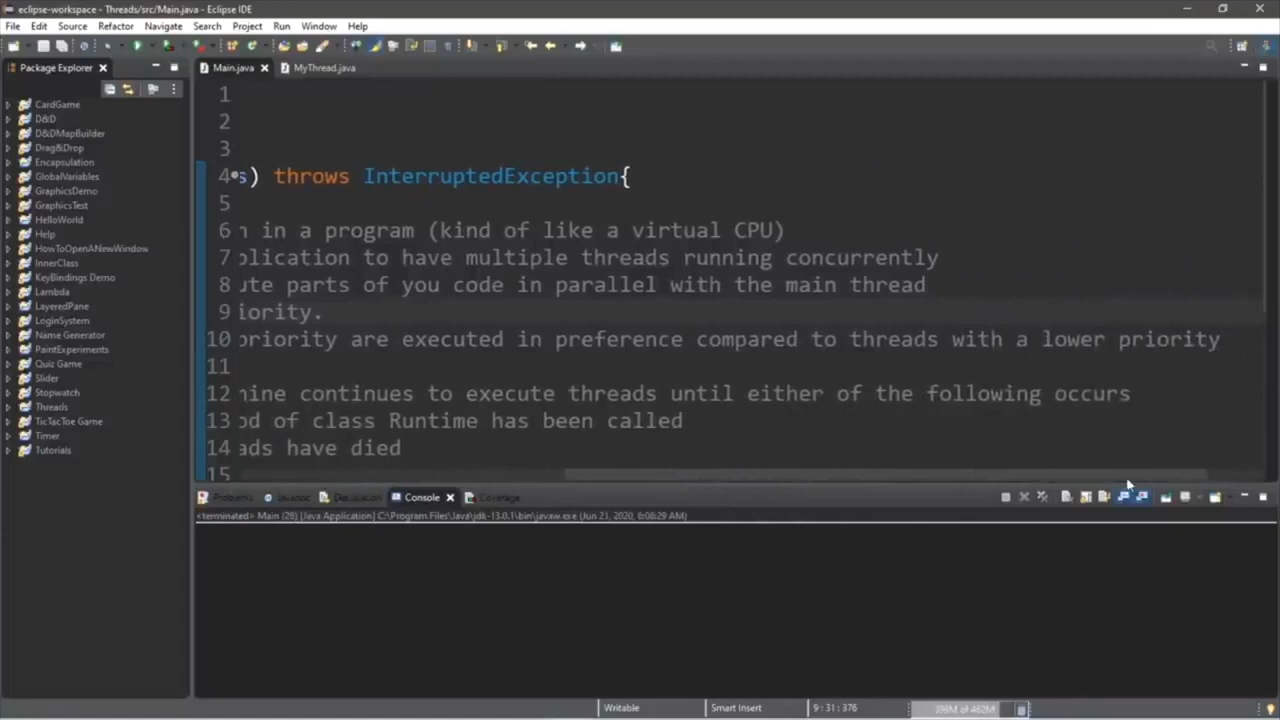 eclipse-workspace - Threads/src/Main.java - Eclipse IDE
File Edit Source Refactor Navigate Search Project Run Window Help
Package Explorer
Main.java MyThread.java
CardGame
D&D
D&DMapBuilder
Drag&Drop
Encapsulation
GlobalVariables
GraphicsDemo
GraphicsTest
HelloWorld
Help
HowToOpenANewWindow
InnerClass
KeyBindings Demo
Lambda
LayeredPane
LoginSystem
Name Generator
PaintExperiments
Quiz Game
Slider
Stopwatch
Threads
TicTacToe Game
Timer
Tutorials
1
2
3
4 s) throws InterruptedException{
5
6 n in a program (kind of like a virtual CPU)
7 plication to have multiple threads running concurrently
8 ute parts of you code in parallel with the main thread
9 iority.
10 priority are executed in preference compared to threads with a lower priority
11
12 hine continues to execute threads until either of the following occurs
13 od of class Runtime has been called
14 ads have died
15
Problems Javadoc Declaration Console Coverage
<terminated> Main (28) [Java Application] C:\Program Files\Java\jdk-13.0.1\bin\javaw.exe (Jun 21, 2020, 6:08:29 AM)
Writable Smart Insert 9 : 31 : 376